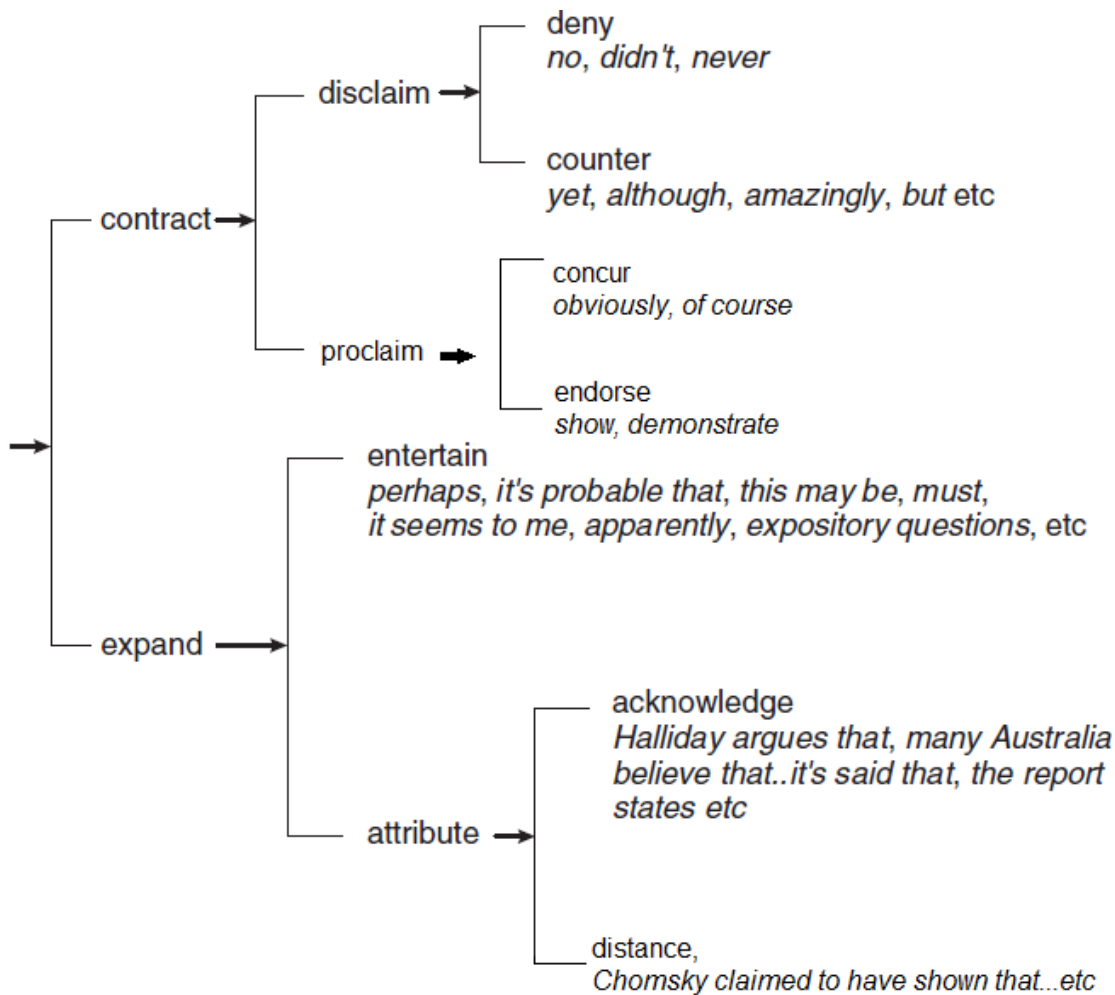 deny
no, didn't, never
disclaim
counter
yet, although, amazingly, but etc
contract
concur
obviously, of course
proclaim
endorse
show, demonstrate
entertain
perhaps, it's probable that, this may be, must,
it seems to me, apparently, expository questions, etc
expand
acknowledge
Halliday argues that, many Australia
believe that..it's said that, the report
states etc
attribute
distance,
Chomsky claimed to have shown that...etc